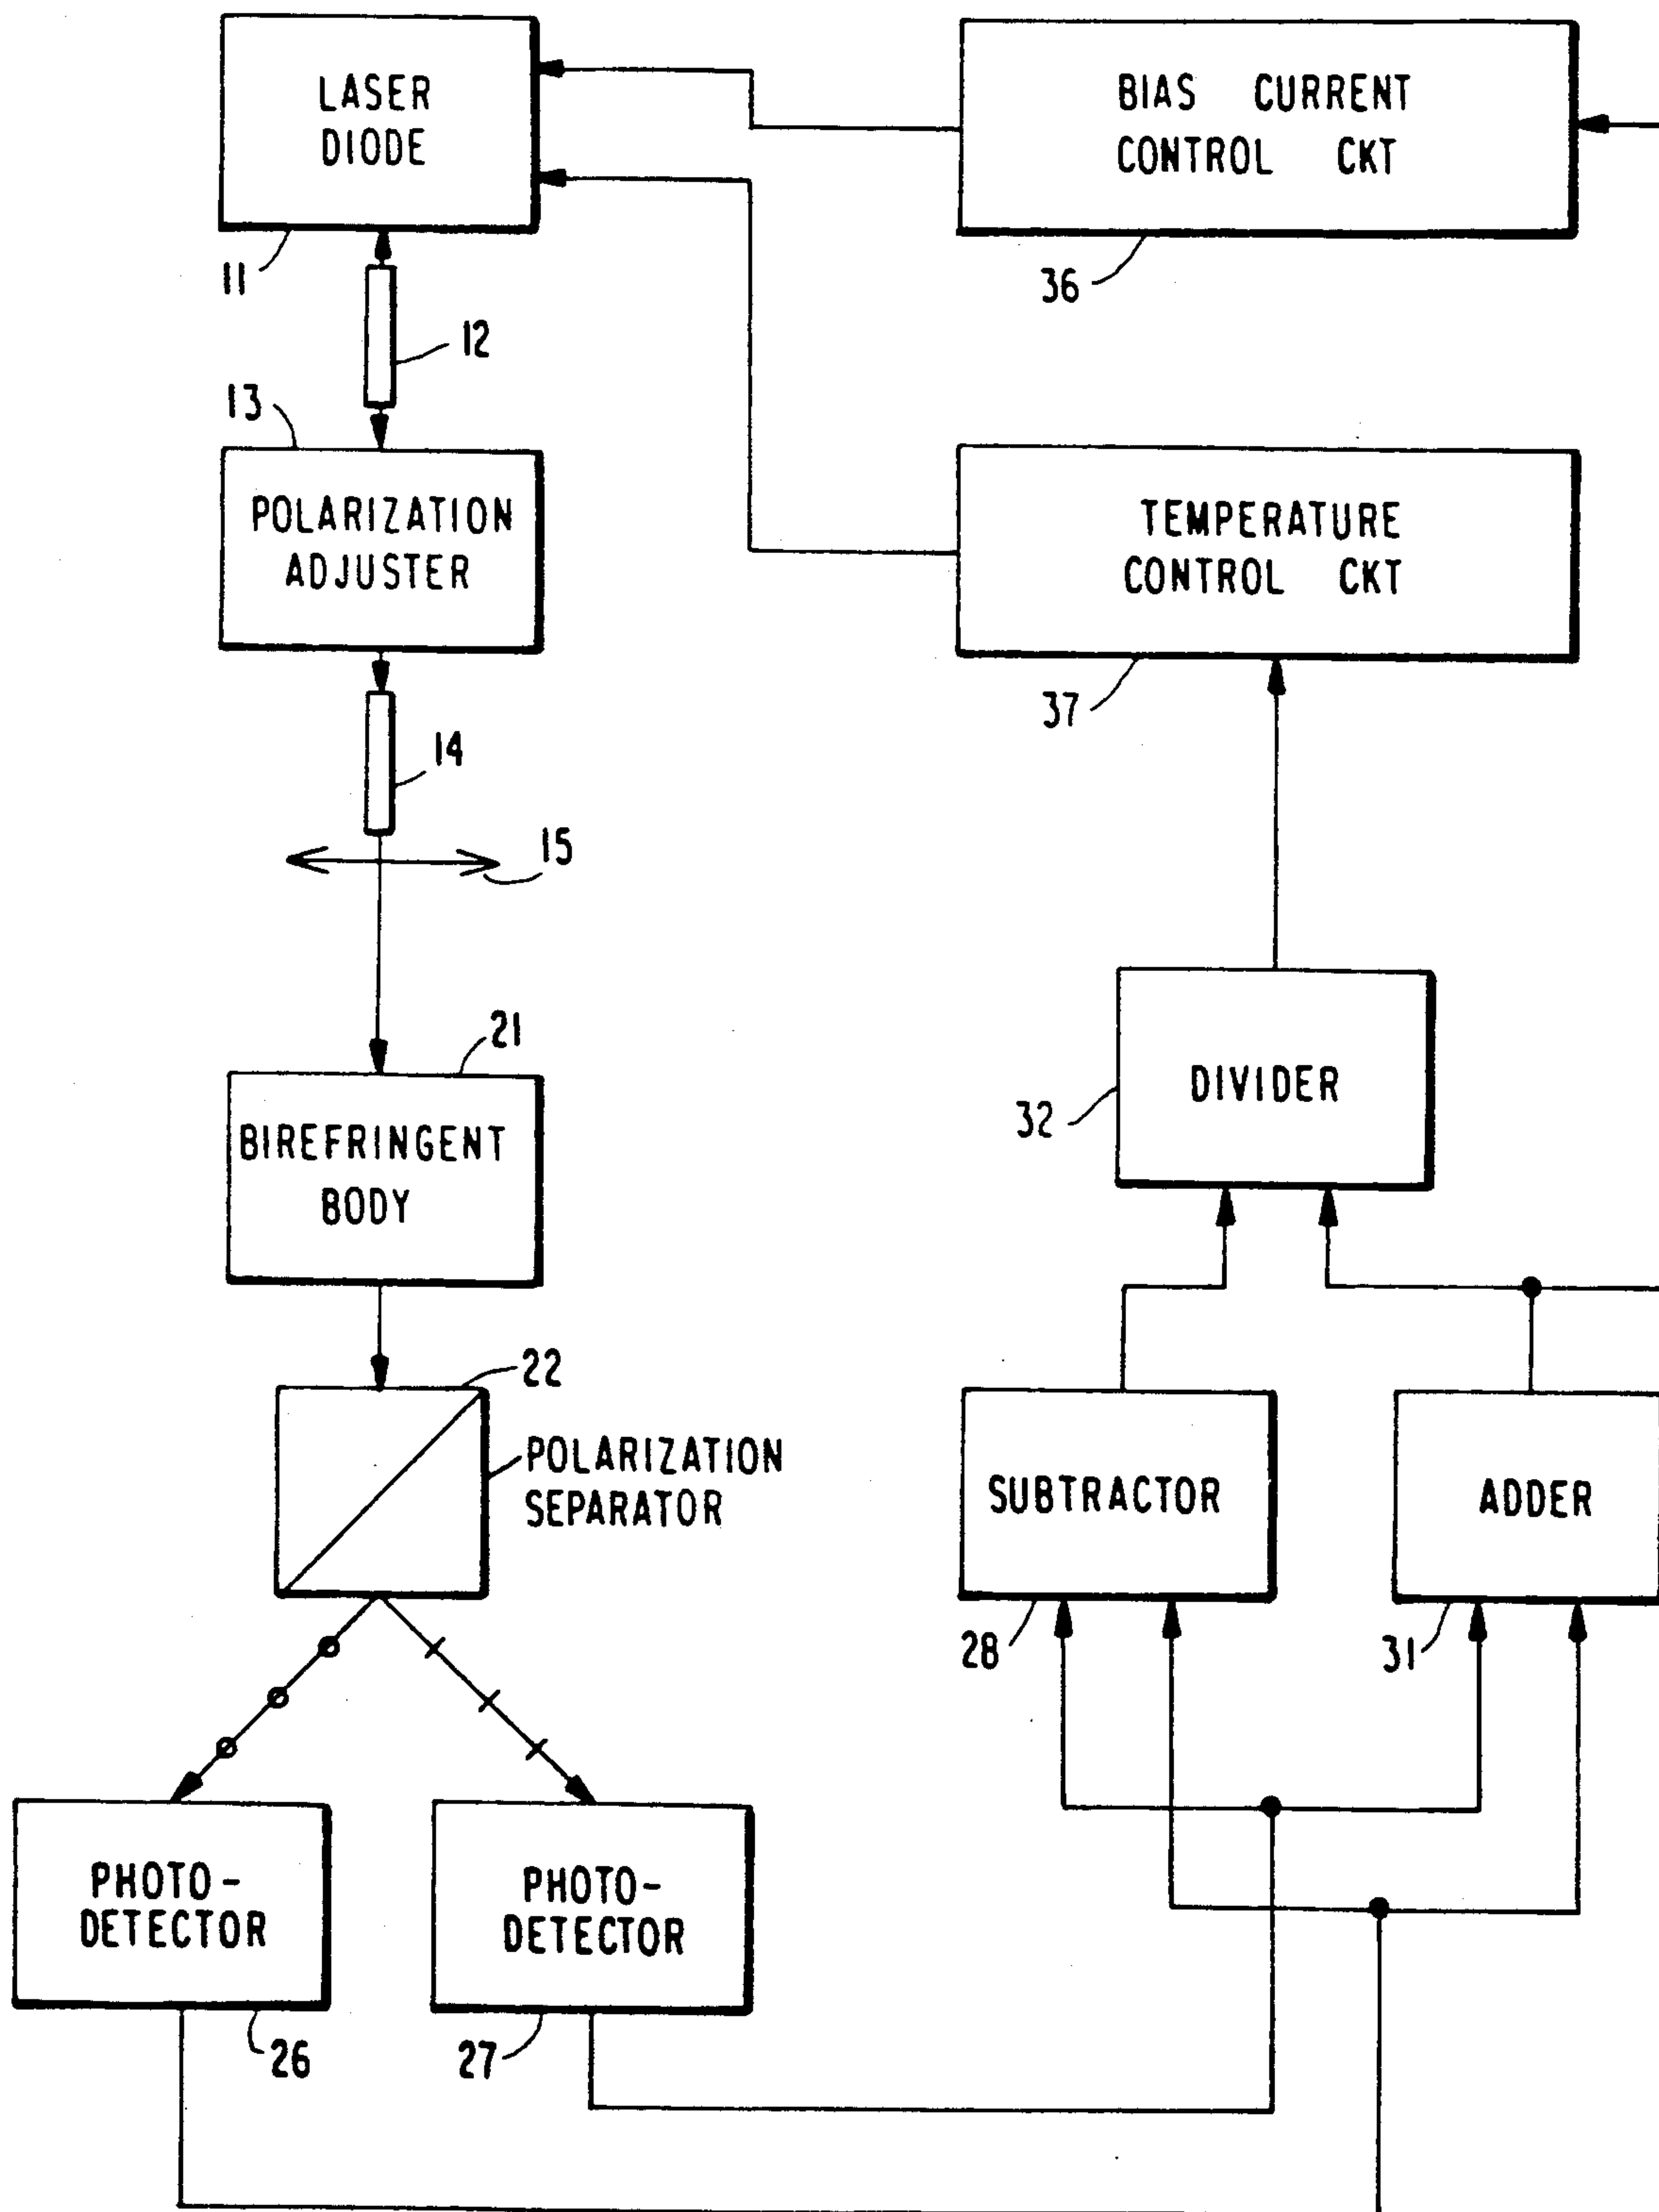 LASER
DIODE
11
BIAS CURRENT
CONTROL CKT
36
12
13
POLARIZATION
ADJUSTER
TEMPERATURE
CONTROL CKT
37
14
15
21
BIREFRINGENT
BODY
32
DIVIDER
22
POLARIZATION
SEPARATOR
SUBTRACTOR
28
ADDER
31
PHOTO-
DETECTOR
26
PHOTO-
DETECTOR
27